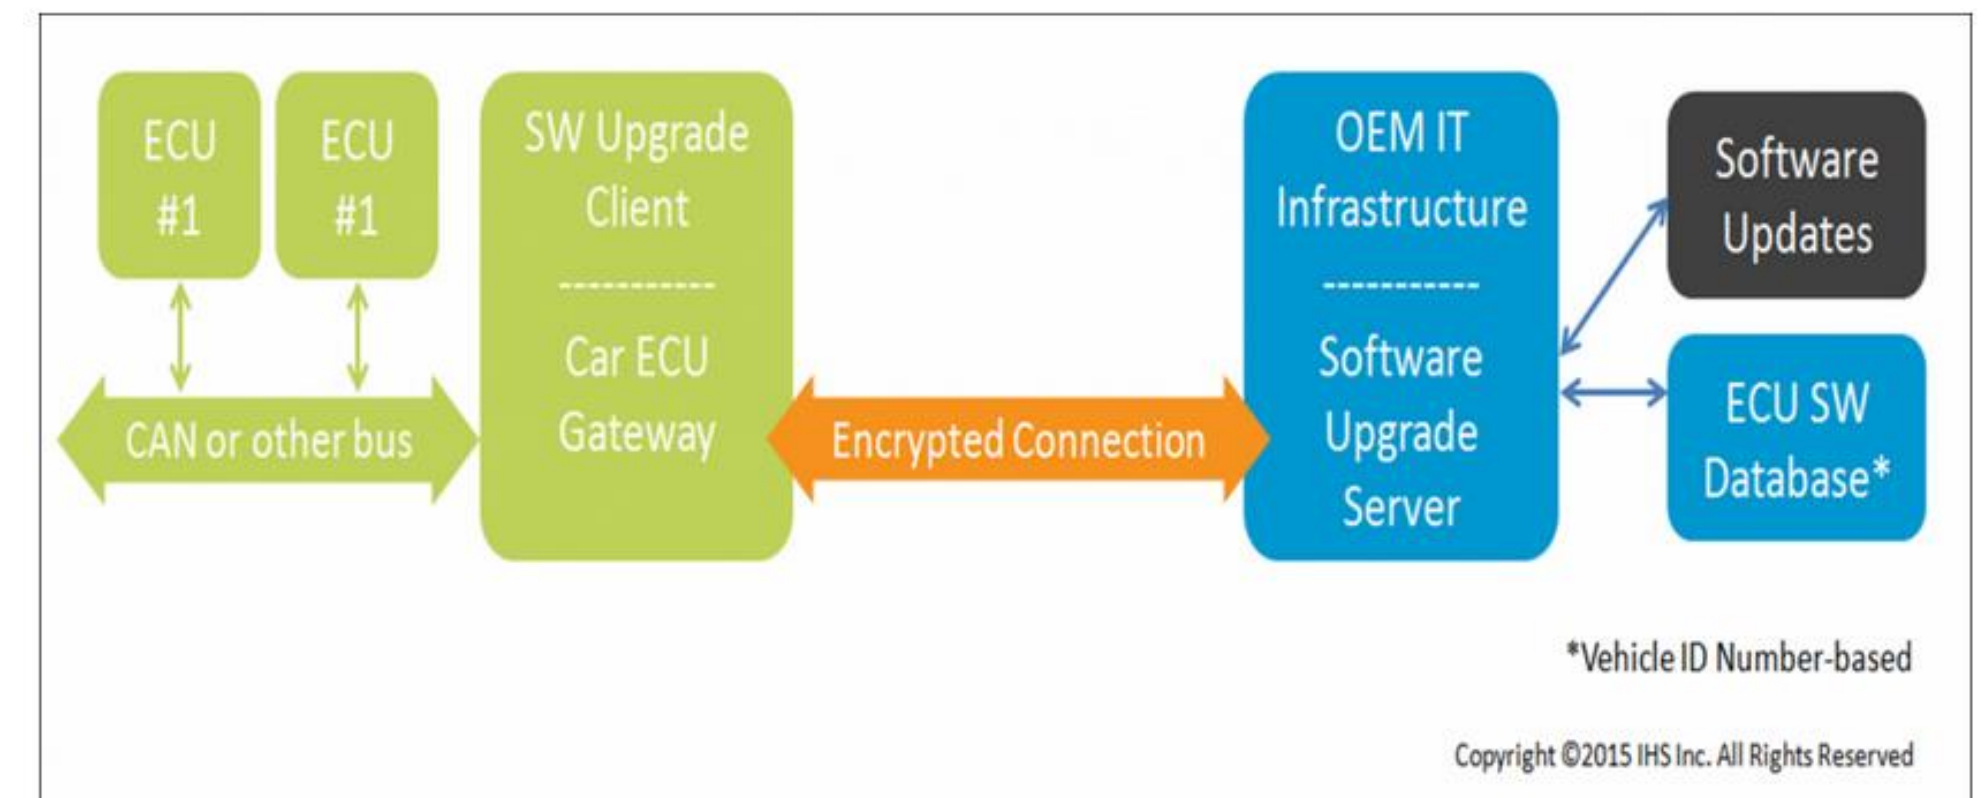 ECU
#1
ECU
#1
SW Upgrade
Client
-----------
Car ECU
Gateway
CAN or other bus
Encrypted Connection
OEM IT
Infrastructure
-----------
Software
Upgrade
Server
Software
Updates
ECU SW
Database*
*Vehicle ID Number-based
Copyright ©2015 IHS Inc. All Rights Reserved